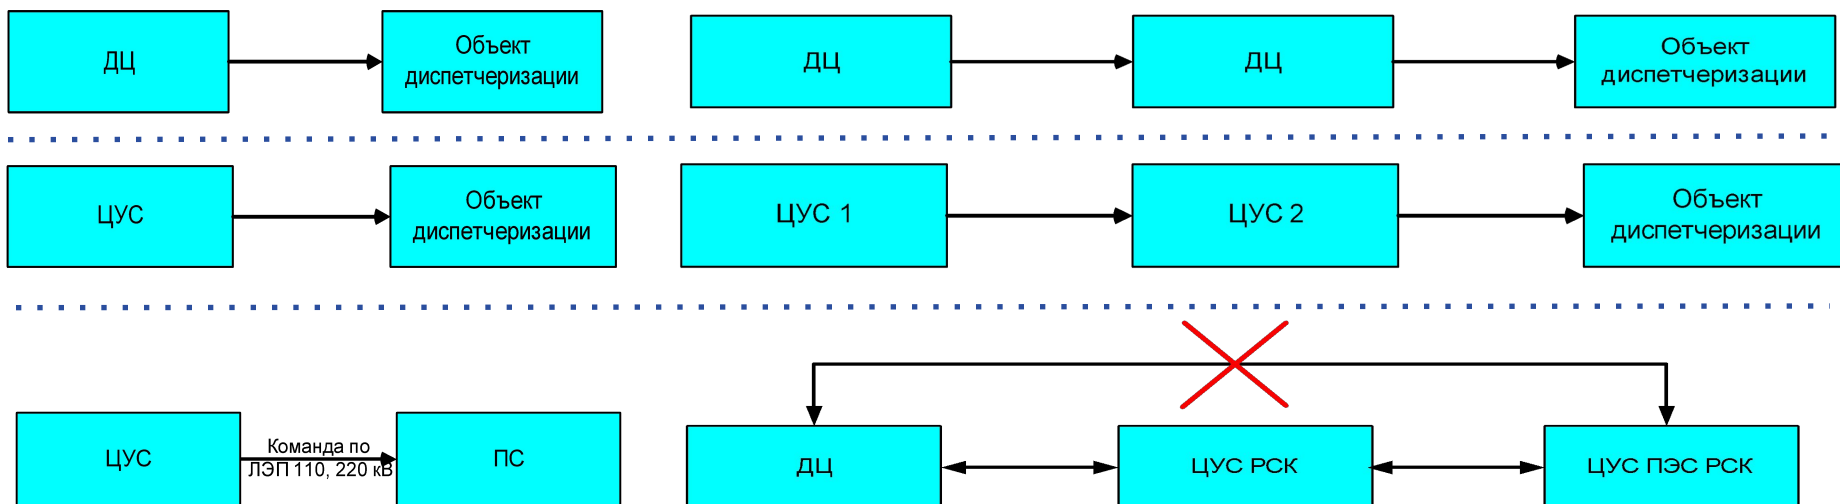 ДЦ
Объект
диспетчеризации
ДЦ
ДЦ
Объект
диспетчеризации
ЦУС
Объект
диспетчеризации
ЦУС 1
ЦУС 2
Объект
диспетчеризации
ЦУС
Команда по
ЛЭП 110, 220 кВ
ПС
ДЦ
ЦУС РСК
ЦУС ПЭС РСК